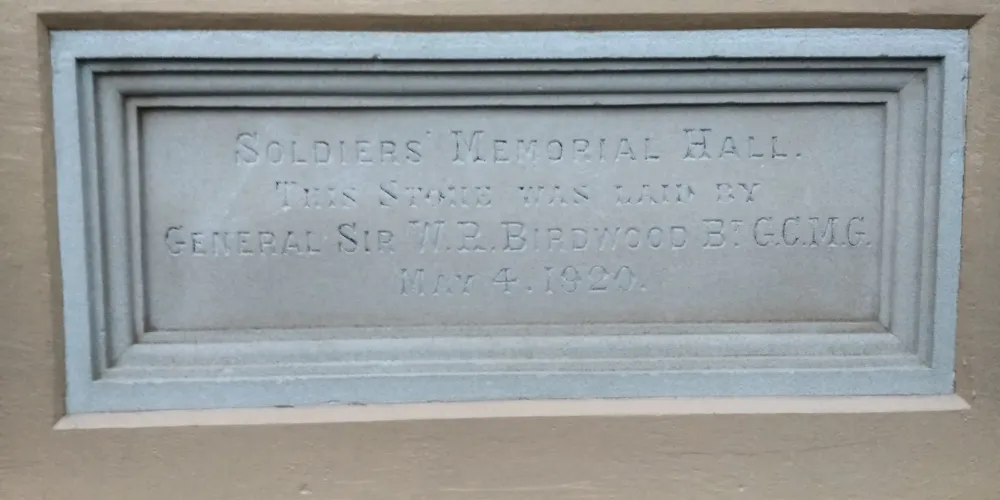 Soldiers' Memorial Hall.
This Stone was laid by
General Sir W.R. Birdwood Bt G.C.M.G.
May 4. 1920.